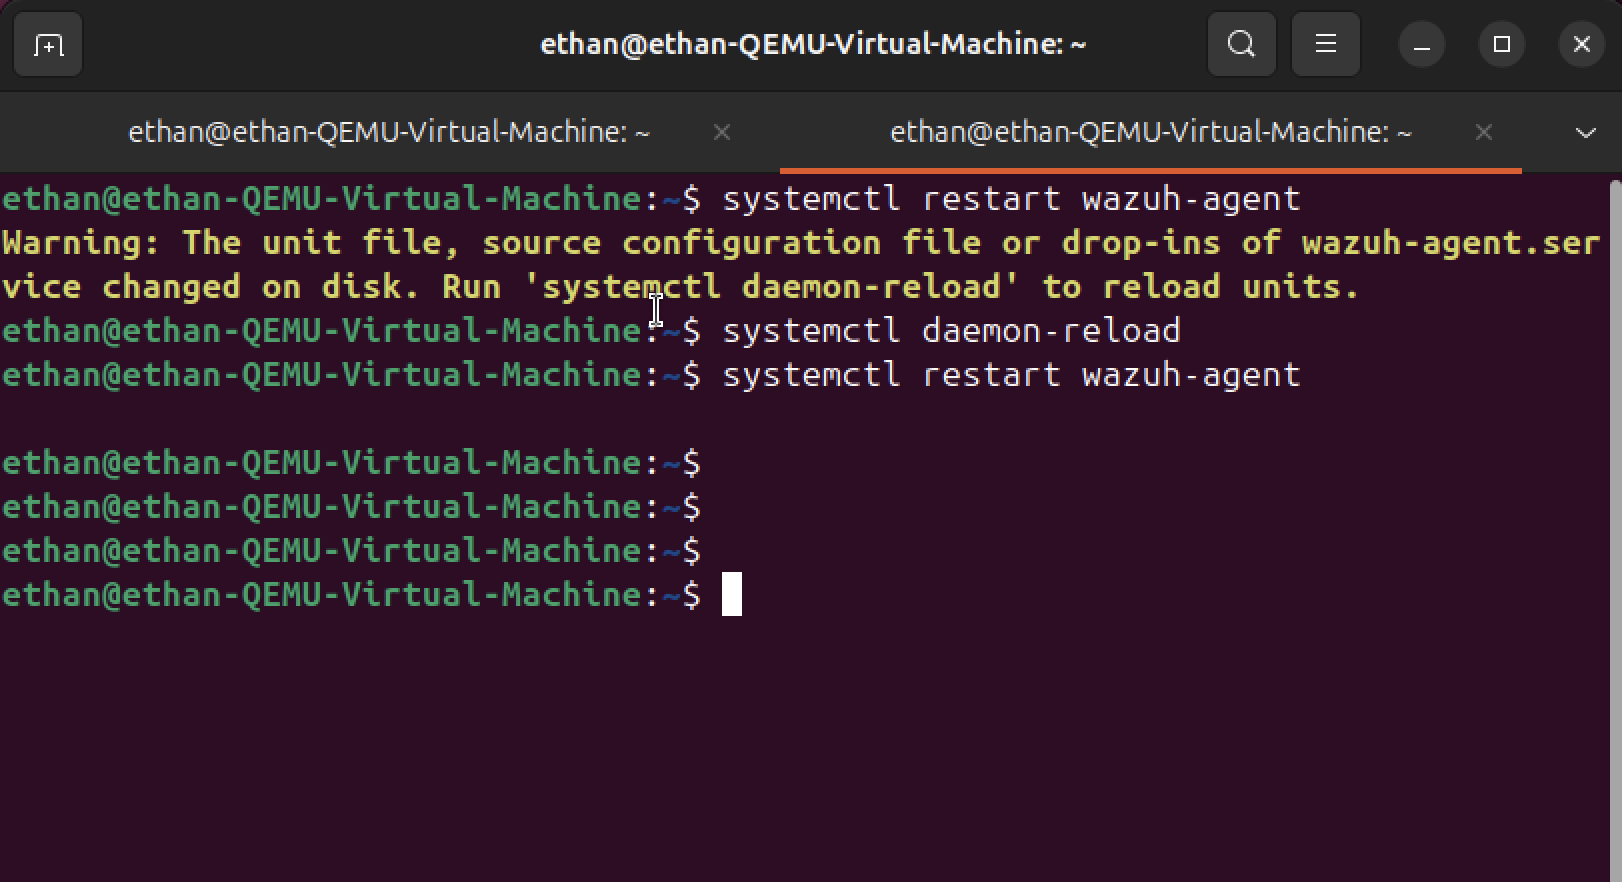 ethan@ethan-QEMU-Virtual-Machine: ~
ethan@ethan-QEMU-Virtual-Machine: ~
ethan@ethan-QEMU-Virtual-Machine: ~
ethan@ethan-QEMU-Virtual-Machine:~$ systemctl restart wazuh-agent
Warning: The unit file, source configuration file or drop-ins of wazuh-agent.ser
vice changed on disk. Run 'systemctl daemon-reload' to reload units.
ethan@ethan-QEMU-Virtual-Machine:~$ systemctl daemon-reload
ethan@ethan-QEMU-Virtual-Machine:~$ systemctl restart wazuh-agent
ethan@ethan-QEMU-Virtual-Machine:~$
ethan@ethan-QEMU-Virtual-Machine:~$
ethan@ethan-QEMU-Virtual-Machine:~$
ethan@ethan-QEMU-Virtual-Machine:~$